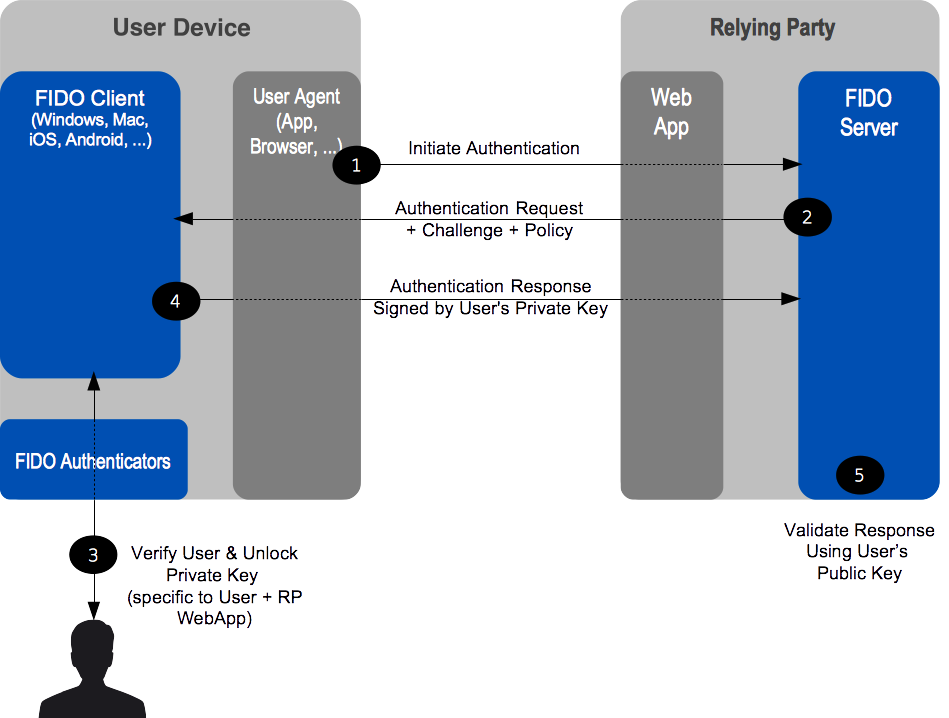 User Device
Relying Party
FIDO Client
(Windows, Mac,
iOS, Android, ...)
User Agent
(App,
Browser, ...)
Web
App
FIDO
Server
1
Initiate Authentication
Authentication Request
+ Challenge + Policy
2
4
Authentication Response
Signed by User's Private Key
FIDO Authenticators
5
Validate Response
Using User’s
Public Key
3
Verify User & Unlock
Private Key
(specific to User + RP
WebApp)